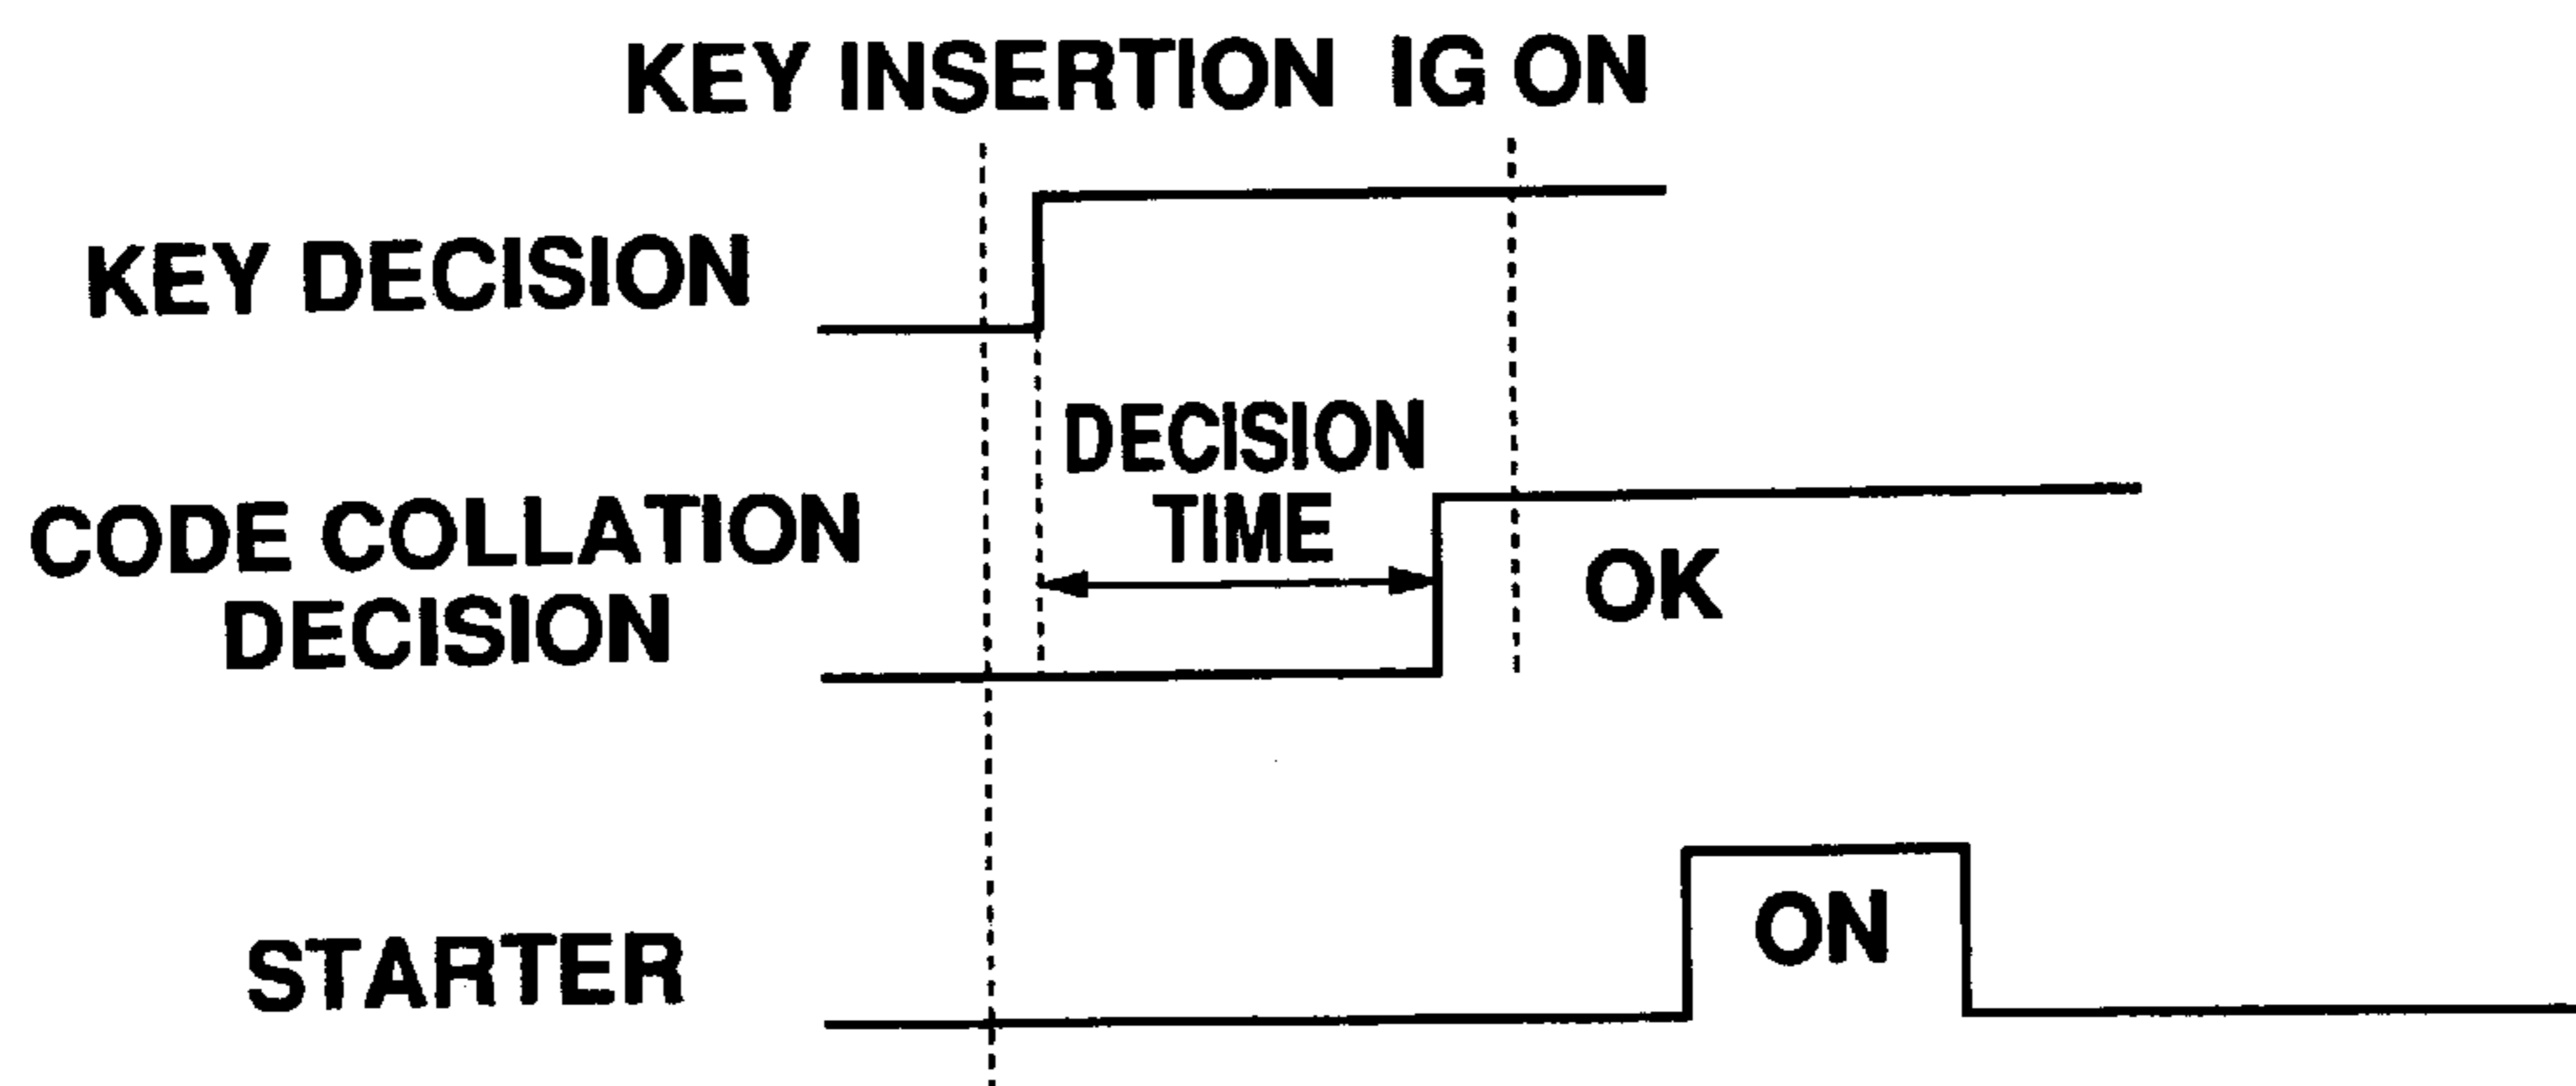 KEY INSERTION IG ON
KEY DECISION
DECISION
TIME
CODE COLLATION
DECISION
OK
ON
STARTER